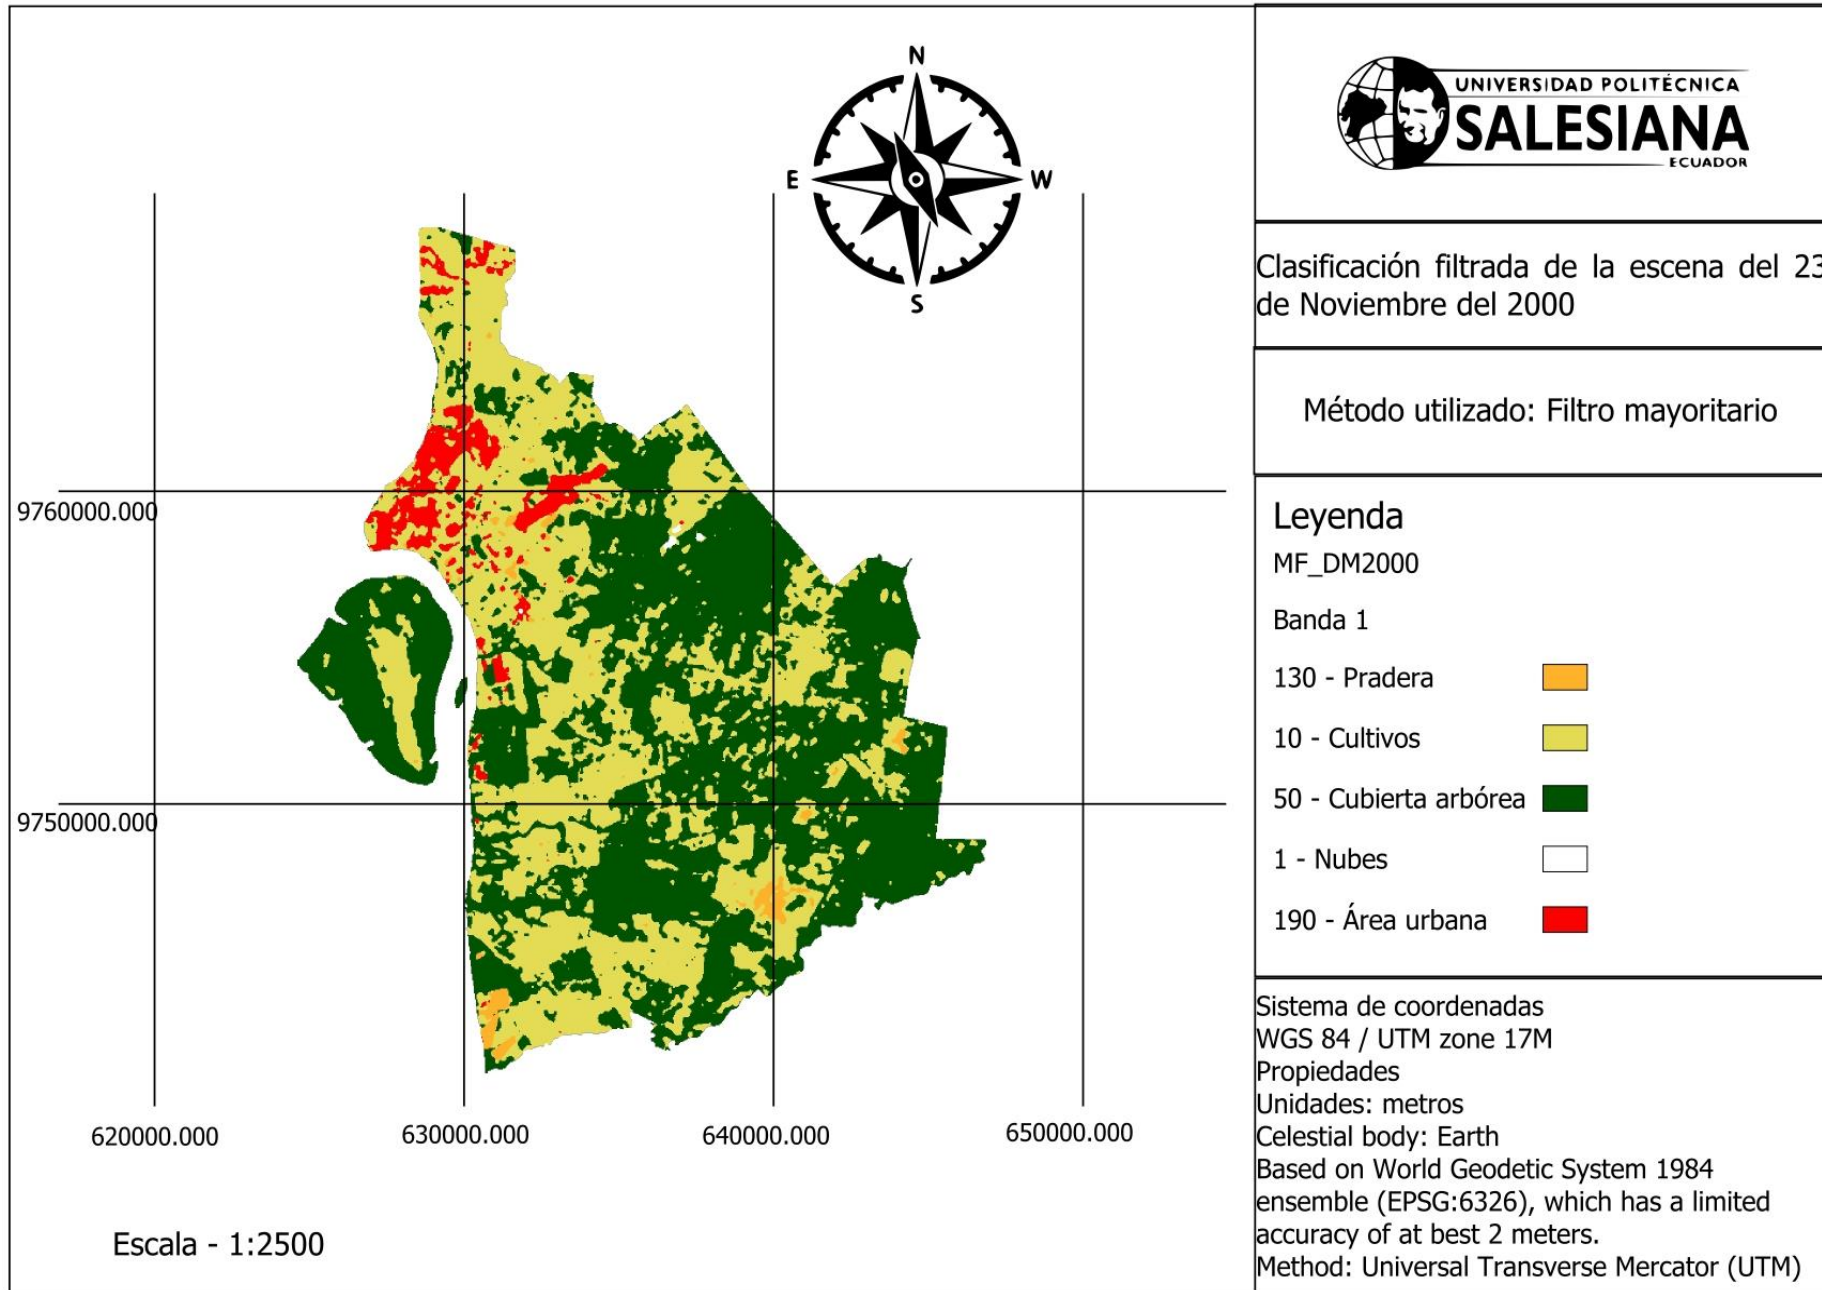 N
E
W
S
UNIVERSIDAD POLITÉCNICA
SALESIANA
ECUADOR
Clasificación filtrada de la escena del 23
de Noviembre del 2000
Método utilizado: Filtro mayoritario
9760000.000
9750000.000
620000.000
630000.000
640000.000
650000.000
Escala - 1:2500
Leyenda
MF_DM2000
Banda 1
130 - Pradera
10 - Cultivos
50 - Cubierta arbórea
1 - Nubes
190 - Área urbana
Sistema de coordenadas
WGS 84 / UTM zone 17M
Propiedades
Unidades: metros
Celestial body: Earth
Based on World Geodetic System 1984
ensemble (EPSG:6326), which has a limited
accuracy of at best 2 meters.
Method: Universal Transverse Mercator (UTM)